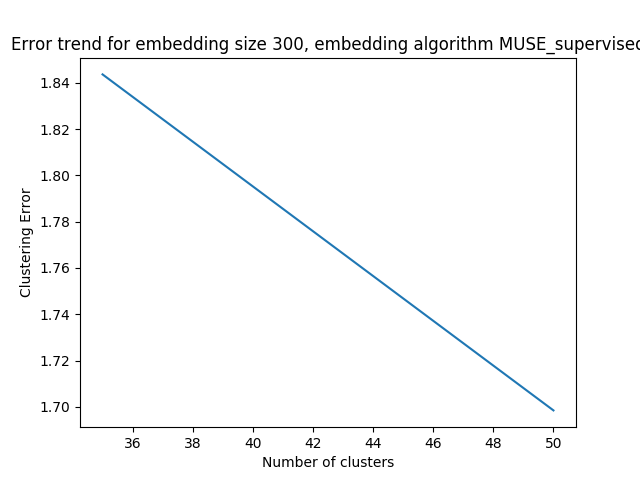 Error trend for embedding size 300, embedding algorithm MUSE_supervised
1.84
1.82
1.80
1.78
1.76
1.74
1.72
1.70
Clustering Error
36 38 40 42 44 46 48 50
Number of clusters